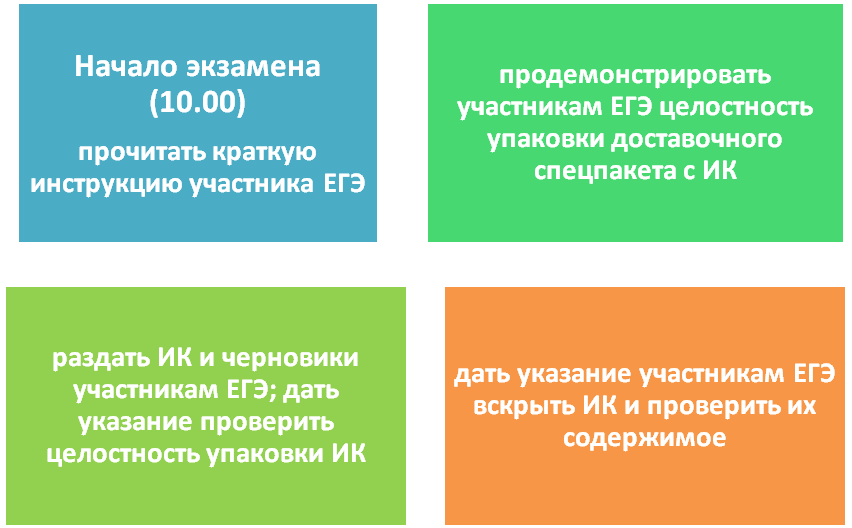 Начало экзамена
(10.00)
прочитать краткую
инструкцию участника ЕГЭ
продемонстрировать
участникам ЕГЭ целостность
упаковки доставочного
спецпакета с ИК
раздать ИК и черновики
участникам ЕГЭ; дать
указание проверить
целостность упаковки ИК
дать указание участникам ЕГЭ
вскрыть ИК и проверить их
содержимое